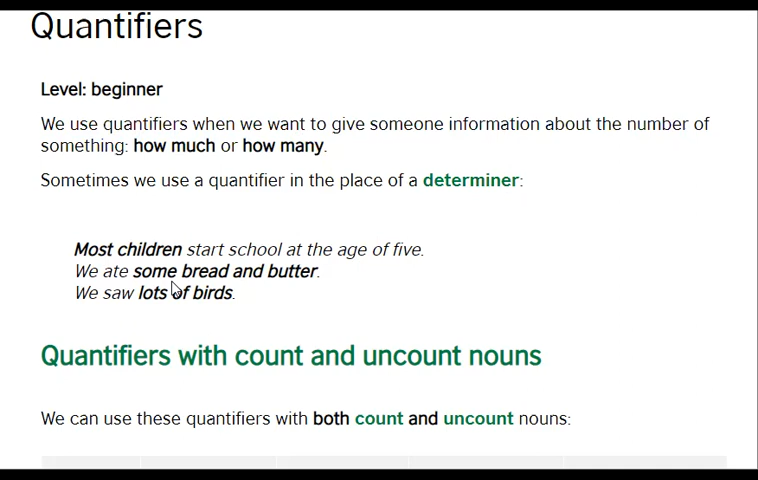 Quantifiers
Level: beginner
We use quantifiers when we want to give someone information about the number of
something: how much or how many.
Sometimes we use a quantifier in the place of a determiner:
Most children start school at the age of five.
We ate some bread and butter.
We saw lots of birds.
Quantifiers with count and uncount nouns
We can use these quantifiers with both count and uncount nouns: